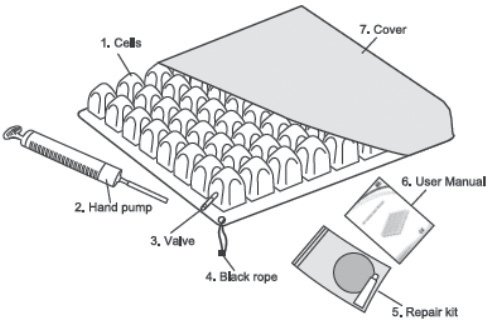 7. Cover
1. Cells
6. User Manual
2. Hand pump
3. Valve
4. Black rope
5. Repair kit